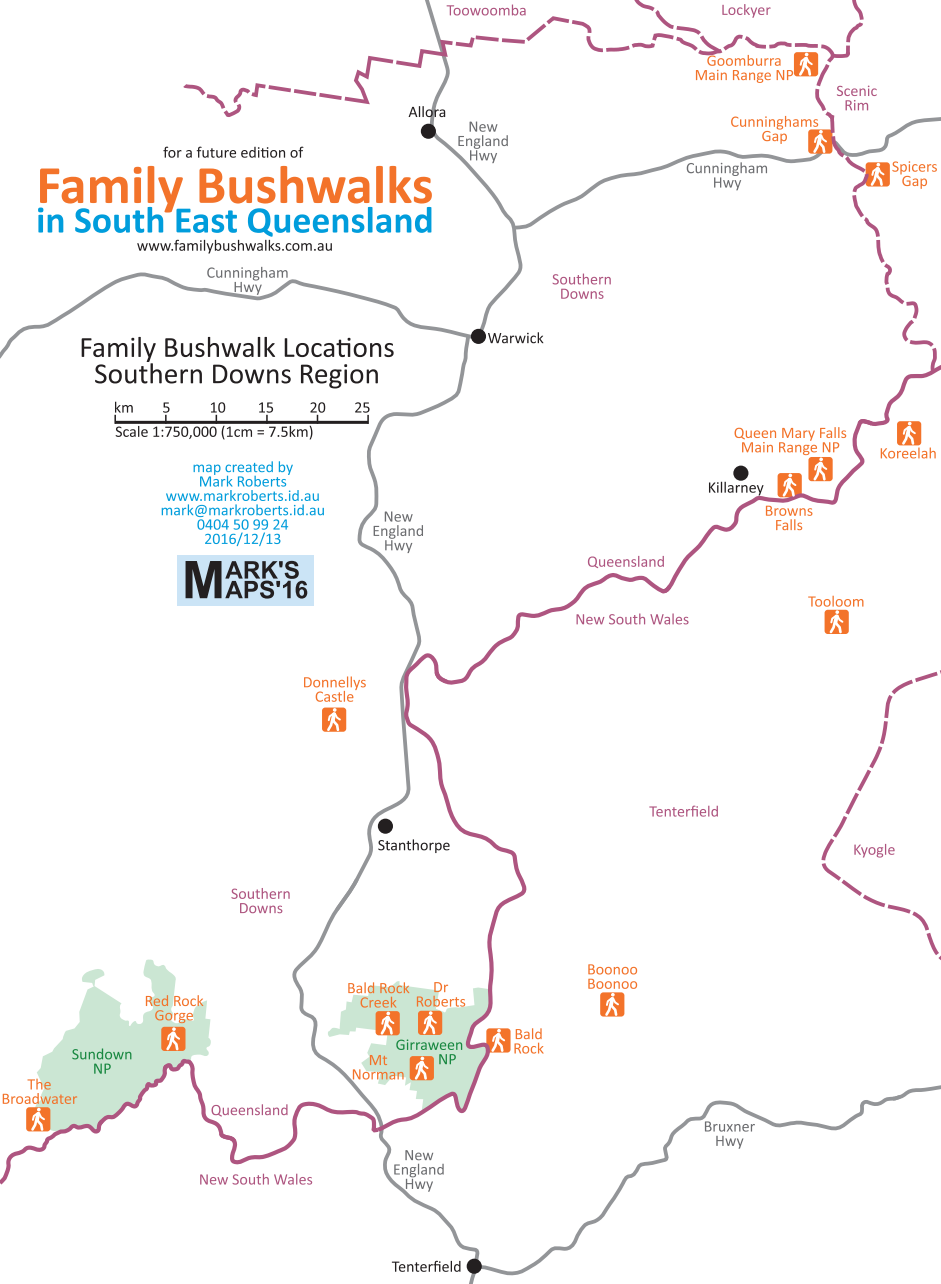 Toowoomba
Lockyer
Goomburra
Main Range NP
Scenic
Rim
Allora
Cunninghams
Gap
New
England
Hwy
for a future edition of
Family Bushwalks
in South East Queensland
www.familybushwalks.com.au
Cunningham
Hwy
Spicers
Gap
Cunningham
Hwy
Southern
Downs
Warwick
Family Bushwalk Locations
Southern Downs Region
km 5 10 15 20 25
Scale 1:750,000 (1cm = 7.5km)
Queen Mary Falls
Main Range NP
Koreelah
Killarney
Browns
Falls
map created by
Mark Roberts
www.markroberts.id.au
mark@markroberts.id.au
0404 50 99 24
2016/12/13
MARK'S
MAPS'16
New
England
Hwy
Queensland
New South Wales
Tooloom
Donnellys
Castle
Tenterfield
Kyogle
Stanthorpe
Southern
Downs
Boonoo
Boonoo
Bald Rock
Creek
Dr
Roberts
Red Rock
Gorge
Bald
Rock
Girraween
NP
Mt
Norman
Sundown
NP
The
Broadwater
Queensland
New South Wales
Bruxner
Hwy
New
England
Hwy
Tenterfield